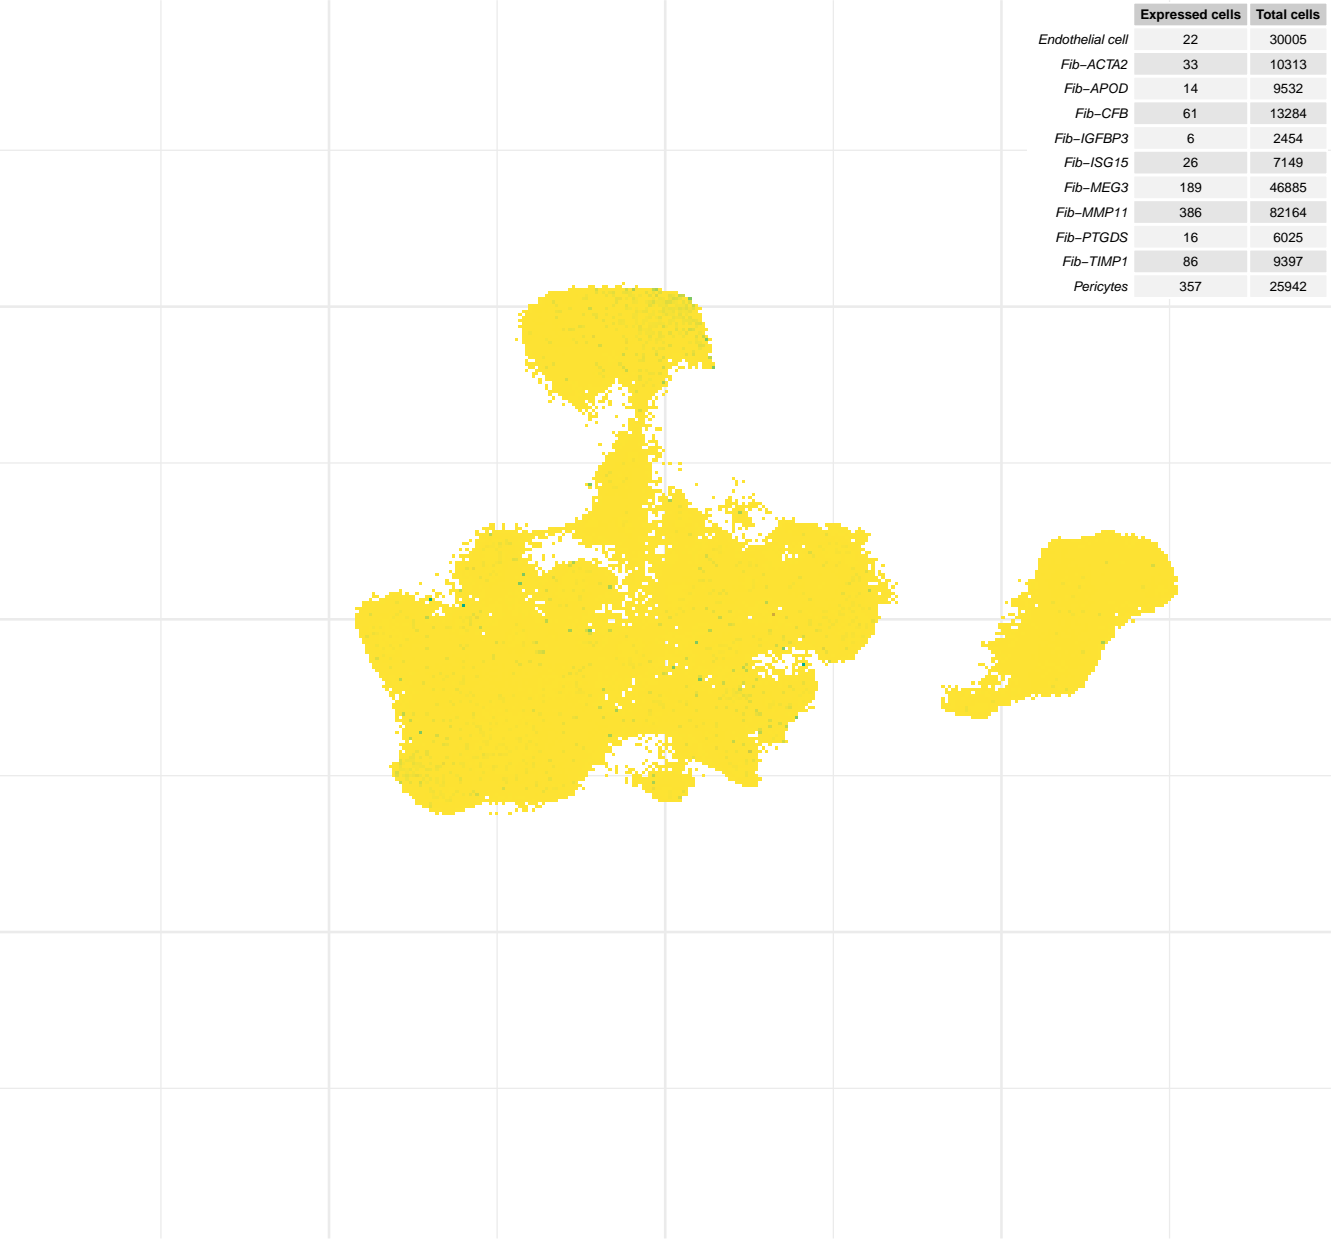 Expressed cells Total cells
Endothelial cell 22 30005
Fib−ACTA2 33 10313
Fib−APOD 14 9532
Fib−CFB 61 13284
Fib−IGFBP3 6 2454
Fib−ISG15 26 7149
Fib−MEG3 189 46885
Fib−MMP11 386 82164
Fib−PTGDS 16 6025
Fib−TIMP1 86 9397
Pericytes 357 25942